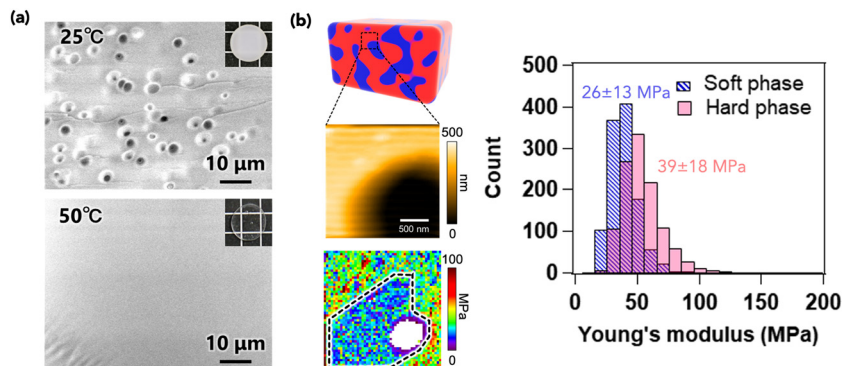 (a)
25℃
10 μm
50℃
10 μm
(b)
500
nm
0
500 nm
100
MPa
0
500
400
300
200
100
0
Count
26±13 MPa
Soft phase
Hard phase
39±18 MPa
0
50
100
150
200
Young's modulus (MPa)